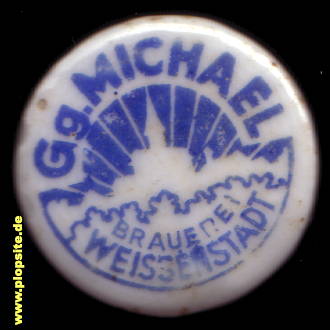 Gg. MICHAEL
BRAUEREI
WEISSENSTADT
www.plopsite.de